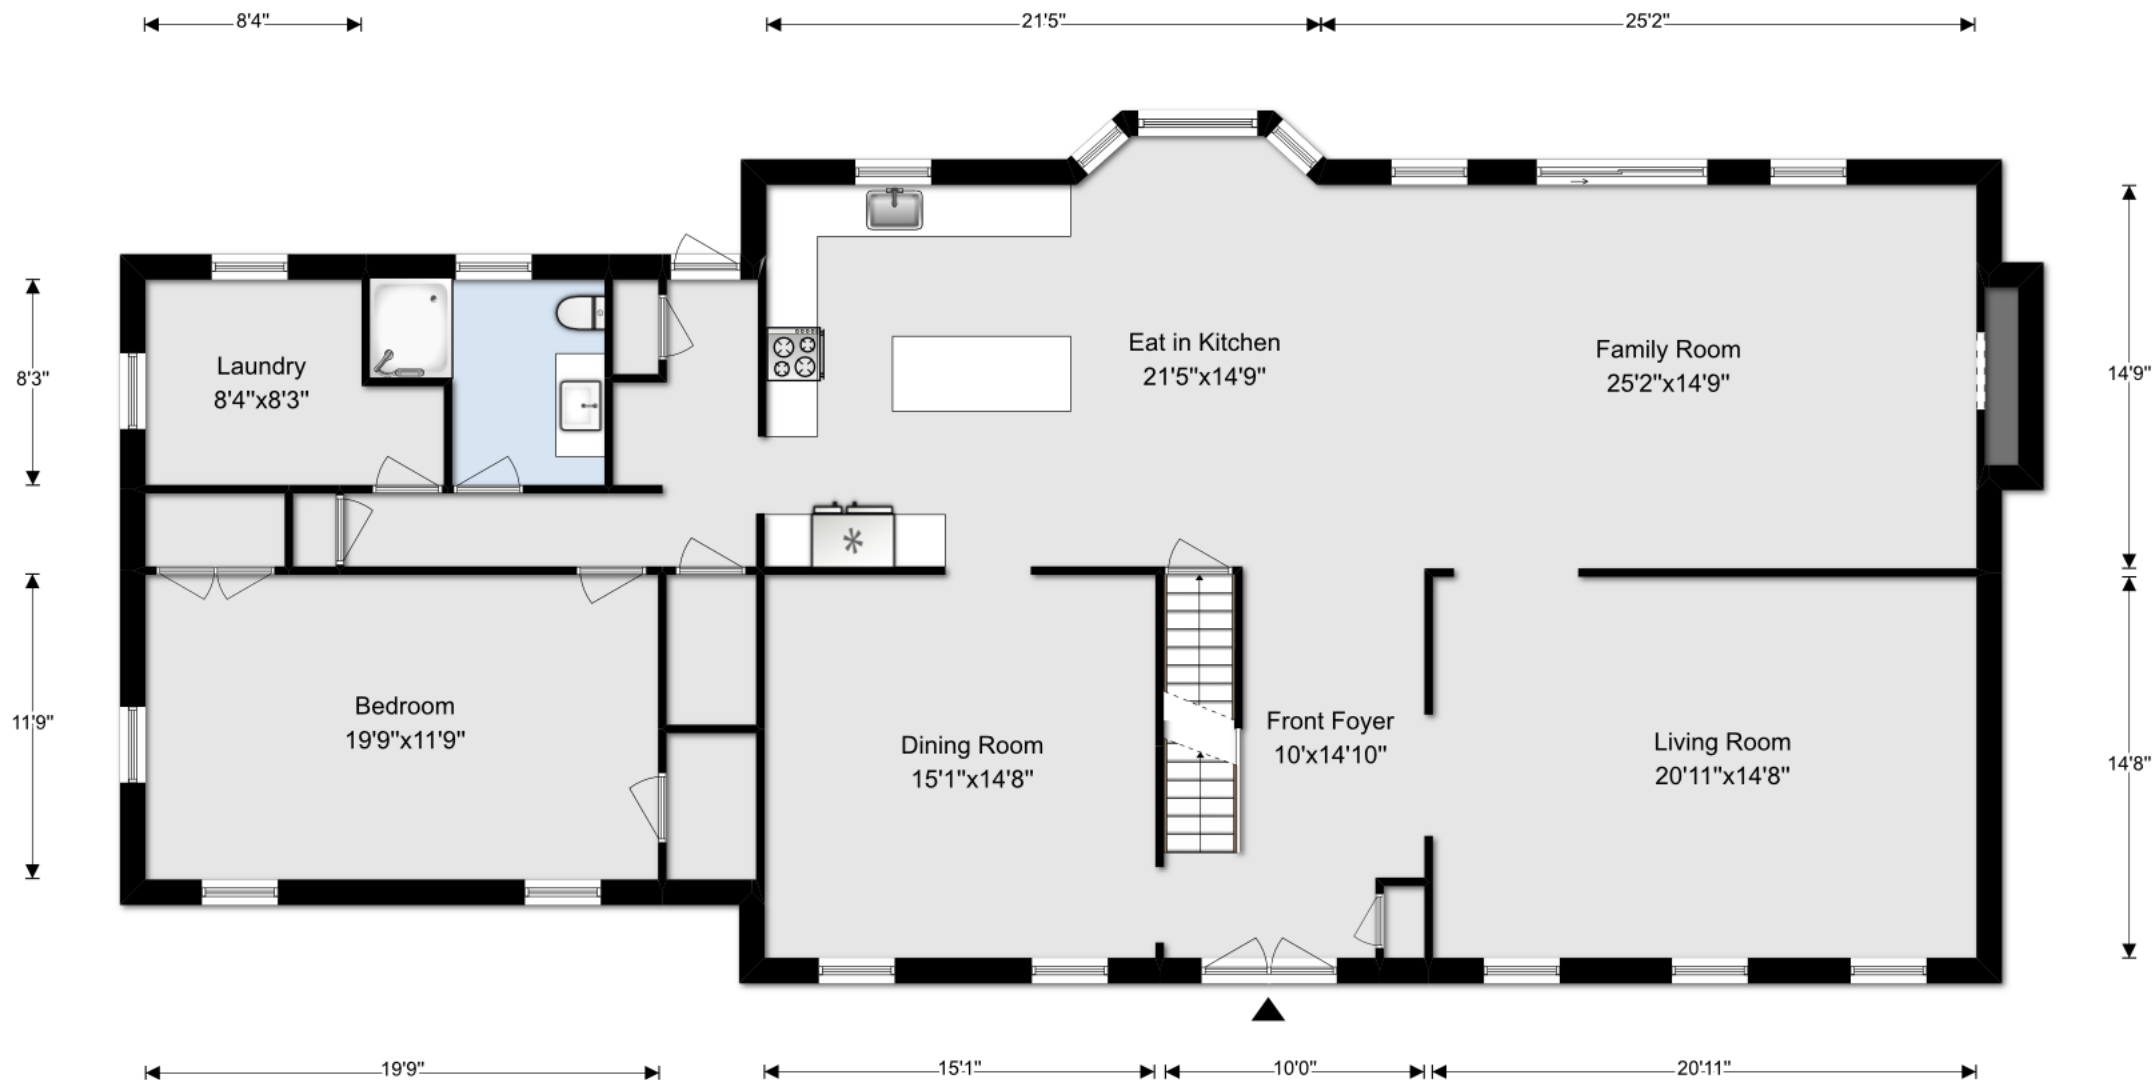 8'4"
21'5"
25'2"
Laundry
8'4"x8'3"
8'3"
Eat in Kitchen
21'5"x14'9"
Family Room
25'2"x14'9"
14'9"
Bedroom
19'9"x11'9"
11'9"
Dining Room
15'1"x14'8"
Front Foyer
10'x14'10"
Living Room
20'11"x14'8"
14'8"
19'9"
15'1"
10'0"
20'11"